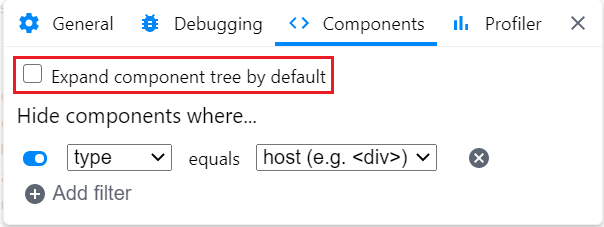 General Debugging Components Profiler
Expand component tree by default
Hide components where...
type equals host (e.g. <div>)
Add filter